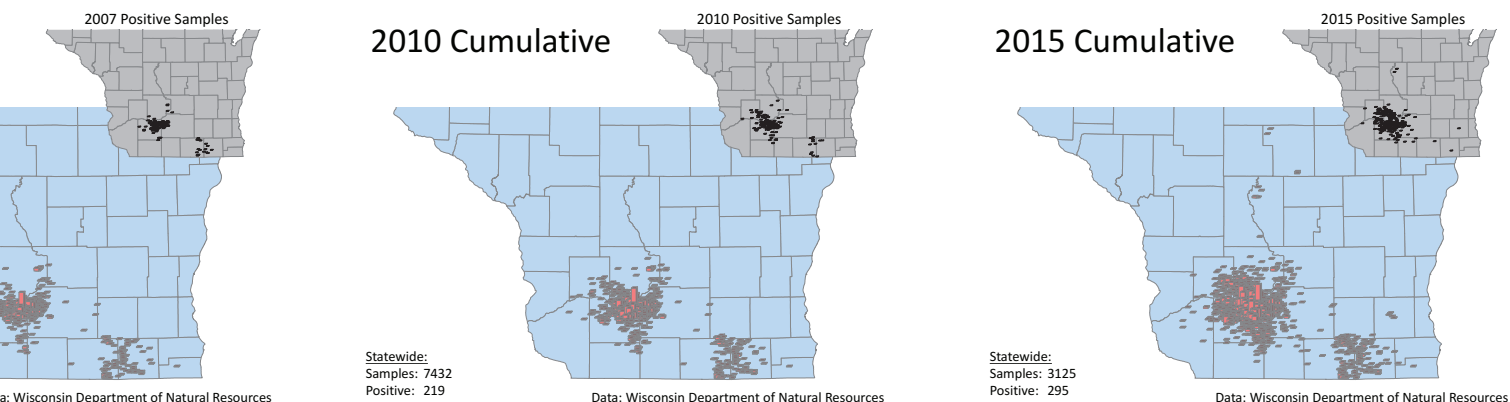 2007 Positive Samples
a: Wisconsin Department of Natural Resources
2010 Positive Samples
2010 Cumulative
Statewide:
Samples: 7432
Positive: 219
Data: Wisconsin Department of Natural Resources
2015 Positive Samples
2015 Cumulative
Statewide:
Samples: 3125
Positive: 295
Data: Wisconsin Department of Natural Resources